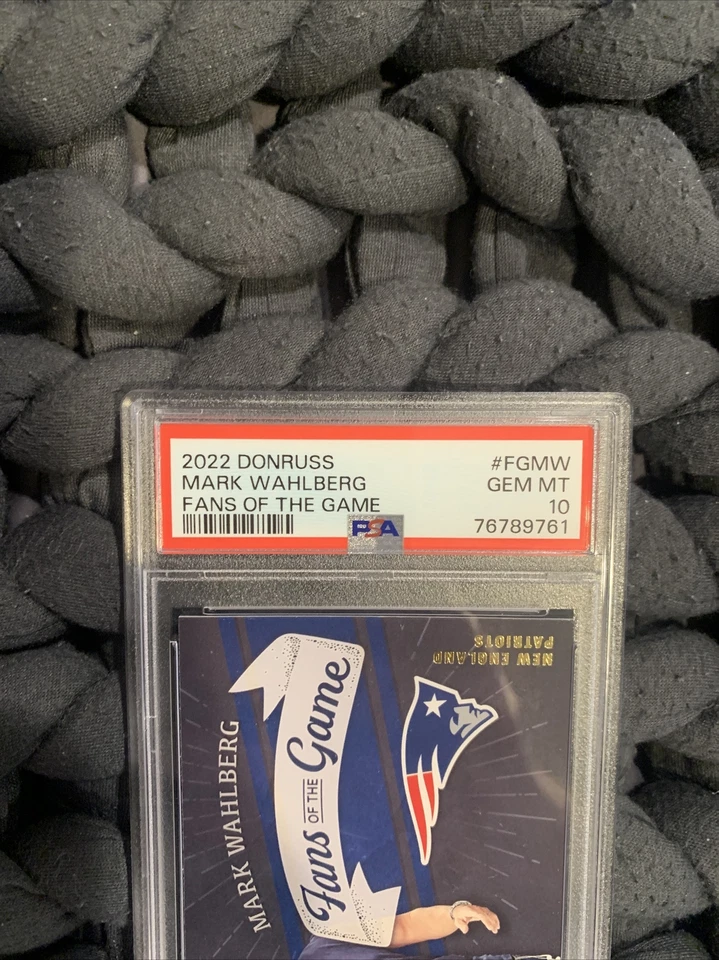 2022 DONRUSS #FGMW
MARK WAHLBERG GEM MT
FANS OF THE GAME 10
PSA 76789761
NEW ENGLAND
PATRIOTS
Fans OF THE Game
MARK WAHLBERG